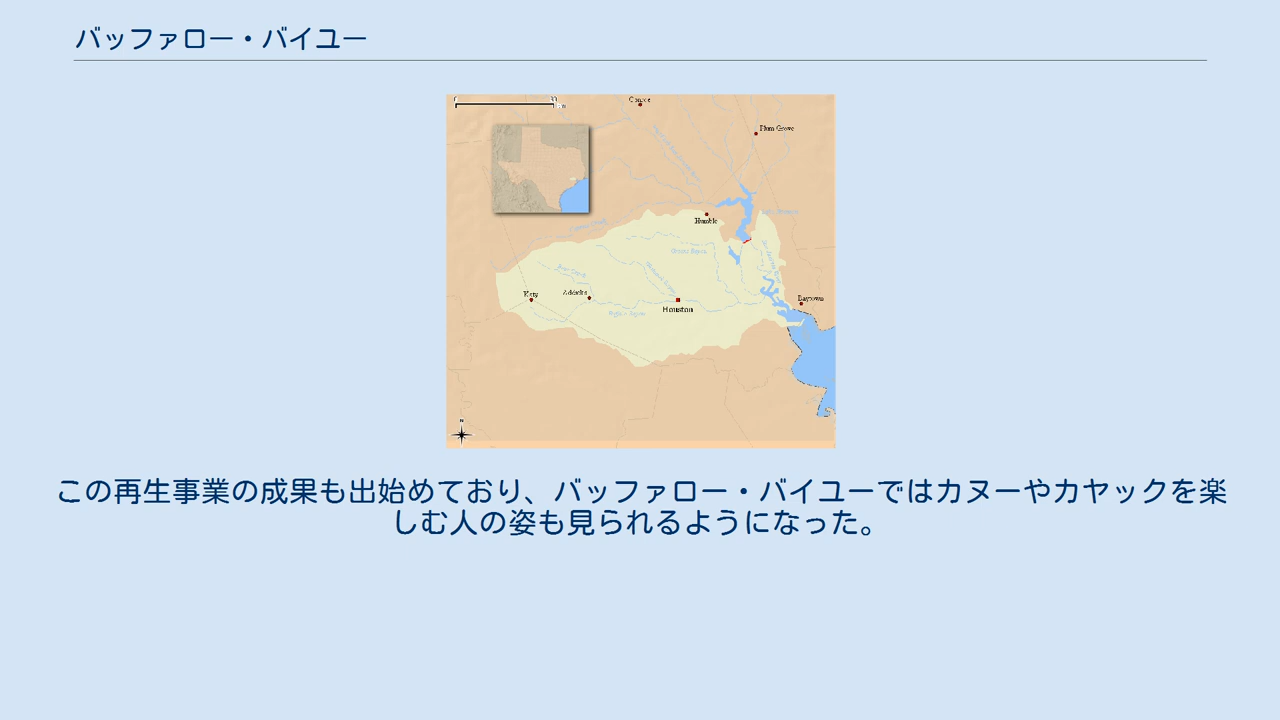 バッファロー・バイユー
Conroe
Plum Grove
Humble
Katy
Addicks
Houston
Baytown
N
この再生事業の成果も出始めており、バッファロー・バイユーではカヌーやカヤックを楽
しむ人の姿も見られるようになった。